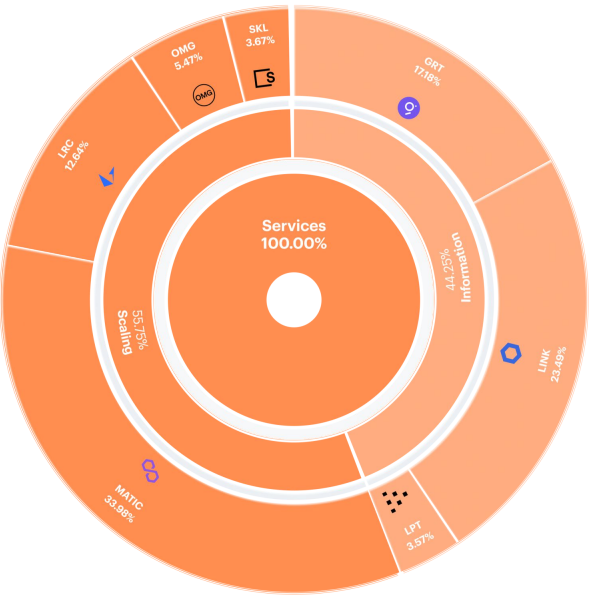 Services
100.00%
44.25%
Information
55.75%
Scaling
GRT
17.18%
LINK
23.49%
LPT
3.57%
MATIC
33.98%
LRC
12.64%
OMG
5.47%
OMG
SKL
3.67%
S